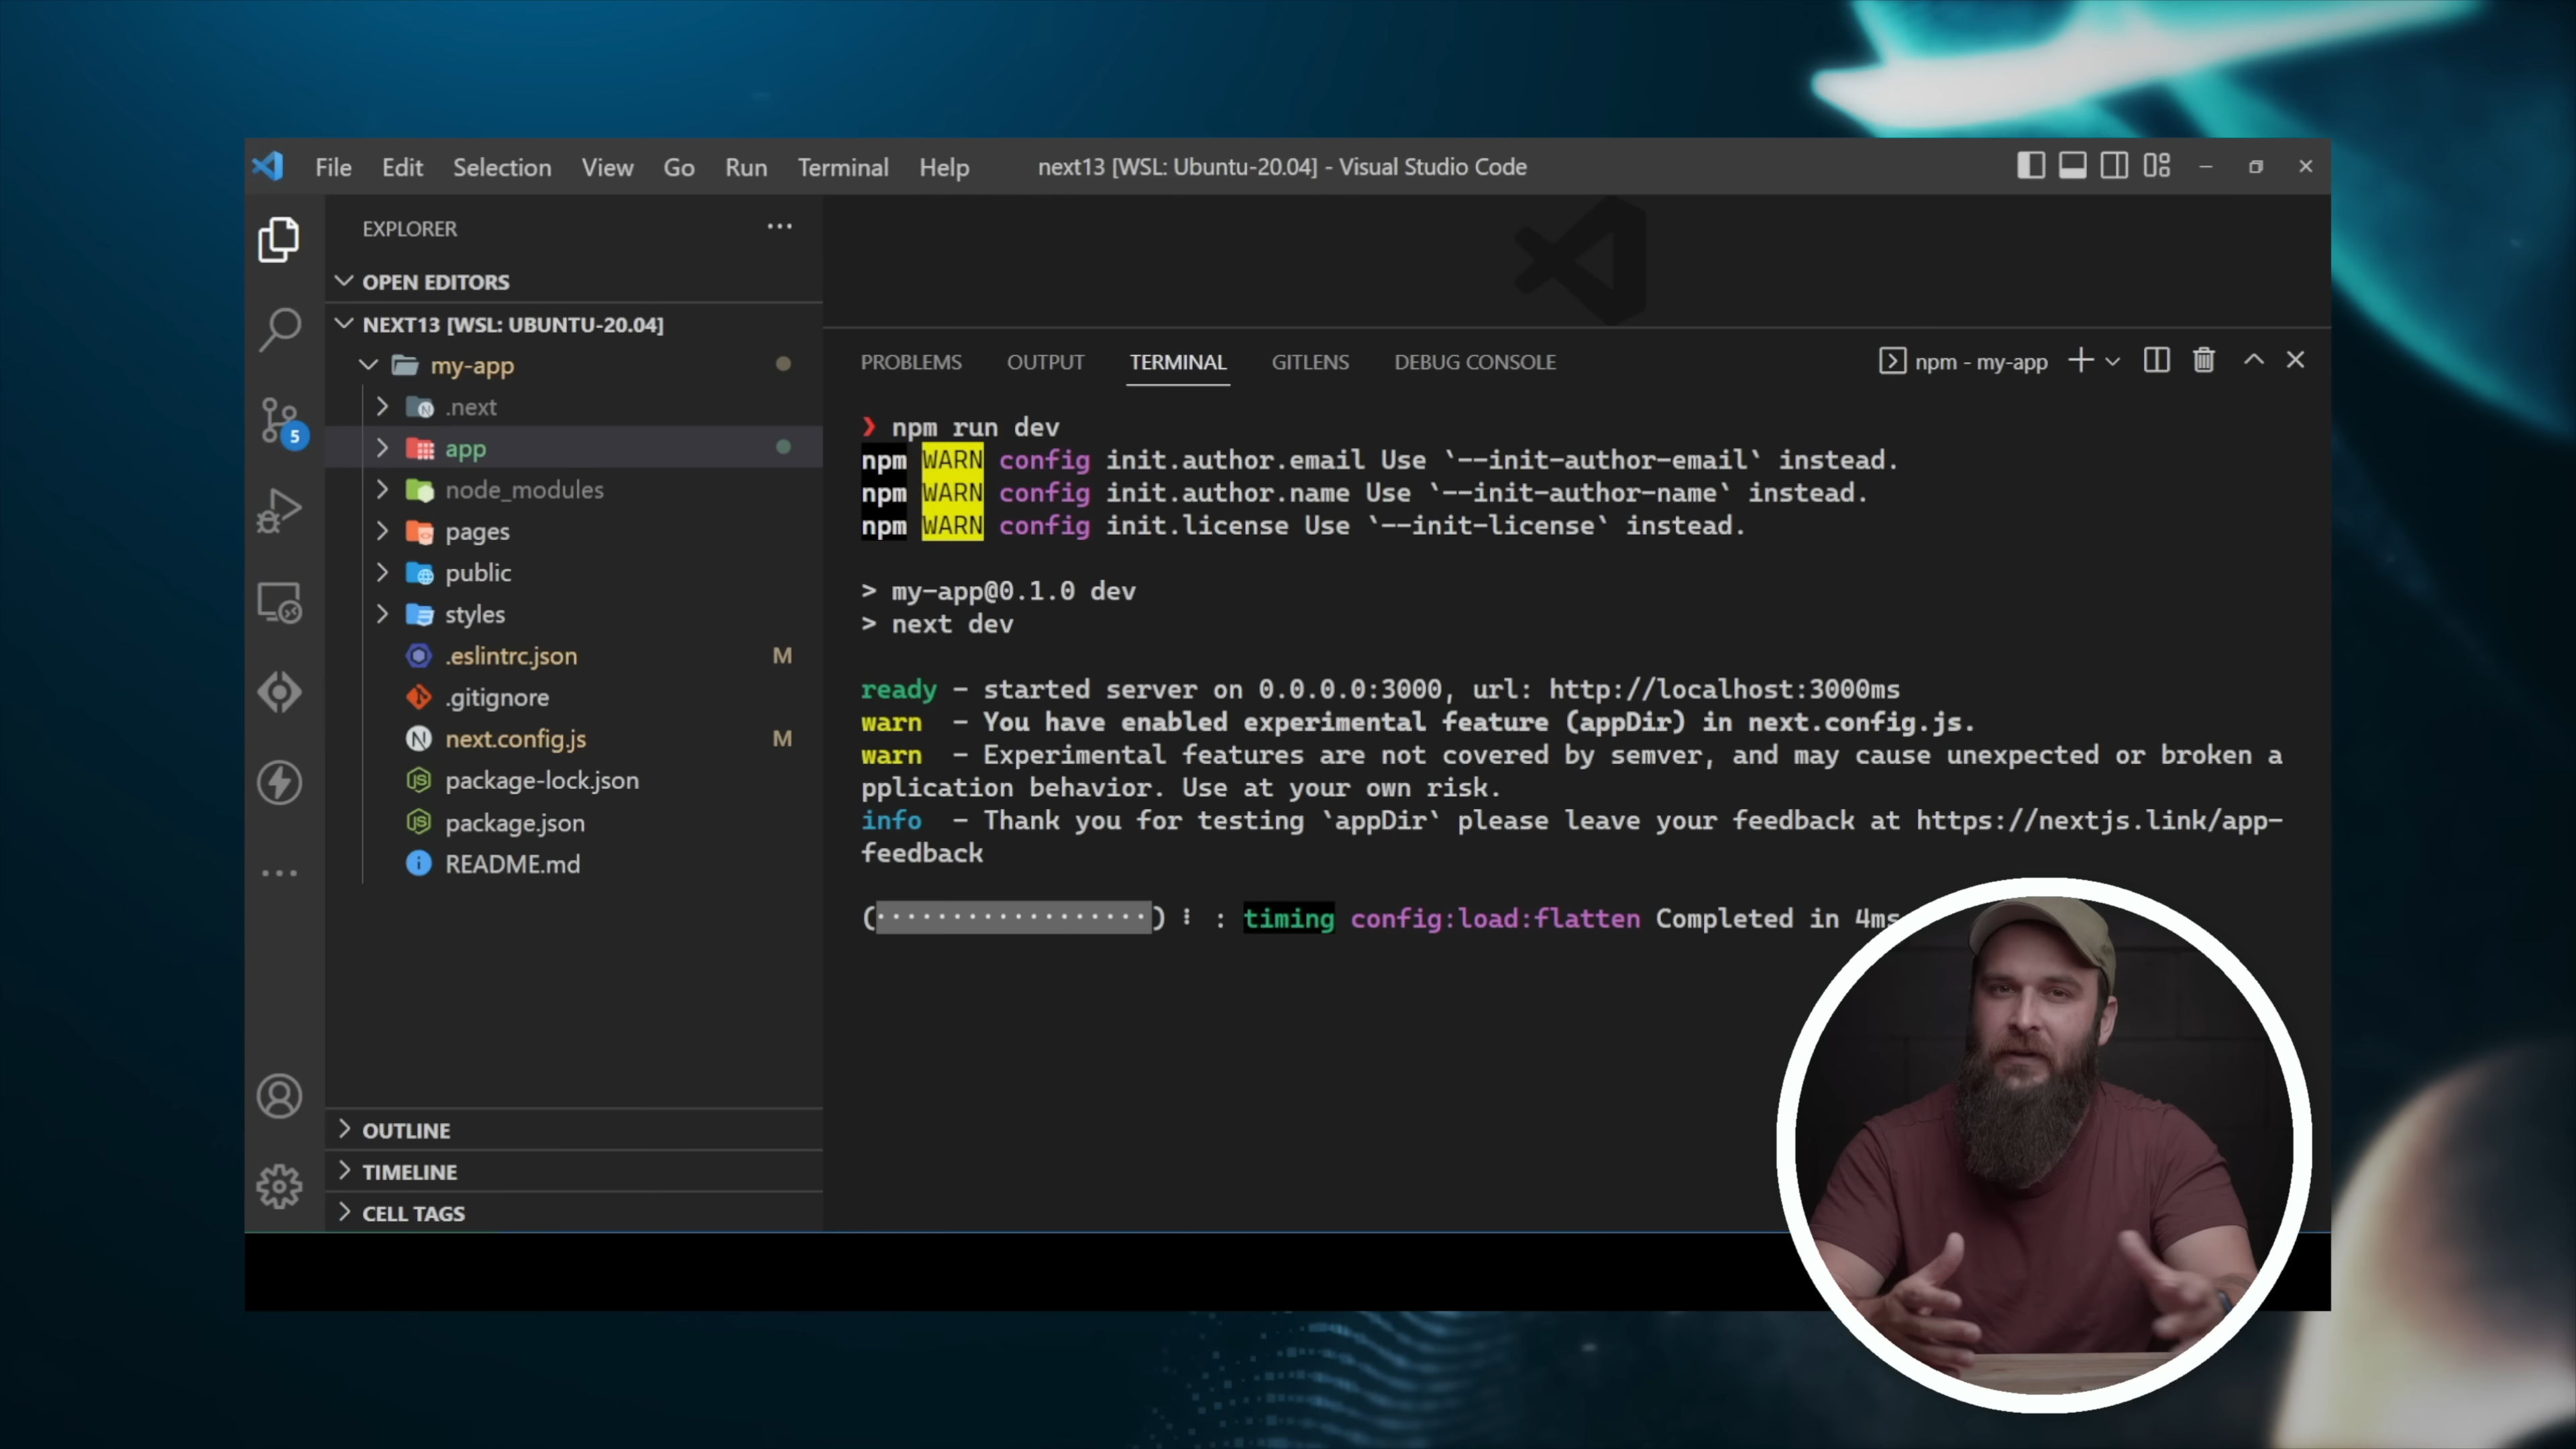 File Edit Selection View Go Run Terminal Help next13 [WSL: Ubuntu-20.04] - Visual Studio Code
EXPLORER
OPEN EDITORS
NEXT13 [WSL: UBUNTU-20.04]
my-app
.next
app
node_modules
pages
public
styles
.eslintrc.json M
.gitignore
next.config.js M
package-lock.json
package.json
README.md
OUTLINE
TIMELINE
CELL TAGS
5
PROBLEMS OUTPUT TERMINAL GITLENS DEBUG CONSOLE npm - my-app
❯ npm run dev
npm WARN config init.author.email Use `--init-author-email` instead.
npm WARN config init.author.name Use `--init-author-name` instead.
npm WARN config init.license Use `--init-license` instead.
> my-app@0.1.0 dev
> next dev
ready - started server on 0.0.0.0:3000, url: http://localhost:3000ms
warn - You have enabled experimental feature (appDir) in next.config.js.
warn - Experimental features are not covered by semver, and may cause unexpected or broken a
pplication behavior. Use at your own risk.
info - Thank you for testing `appDir` please leave your feedback at https://nextjs.link/app-
feedback
(··················) ⠇ : timing config:load:flatten Completed in 4ms